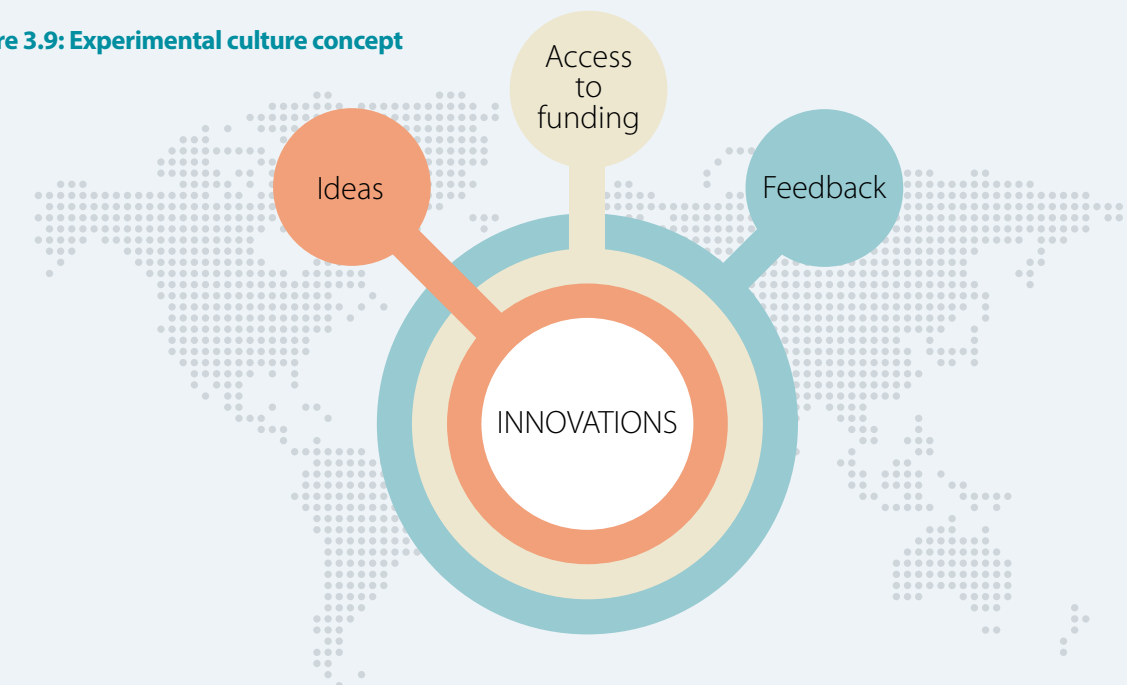 re 3.9: Experimental culture concept
Access
to
funding
Ideas
Feedback
INNOVATIONS